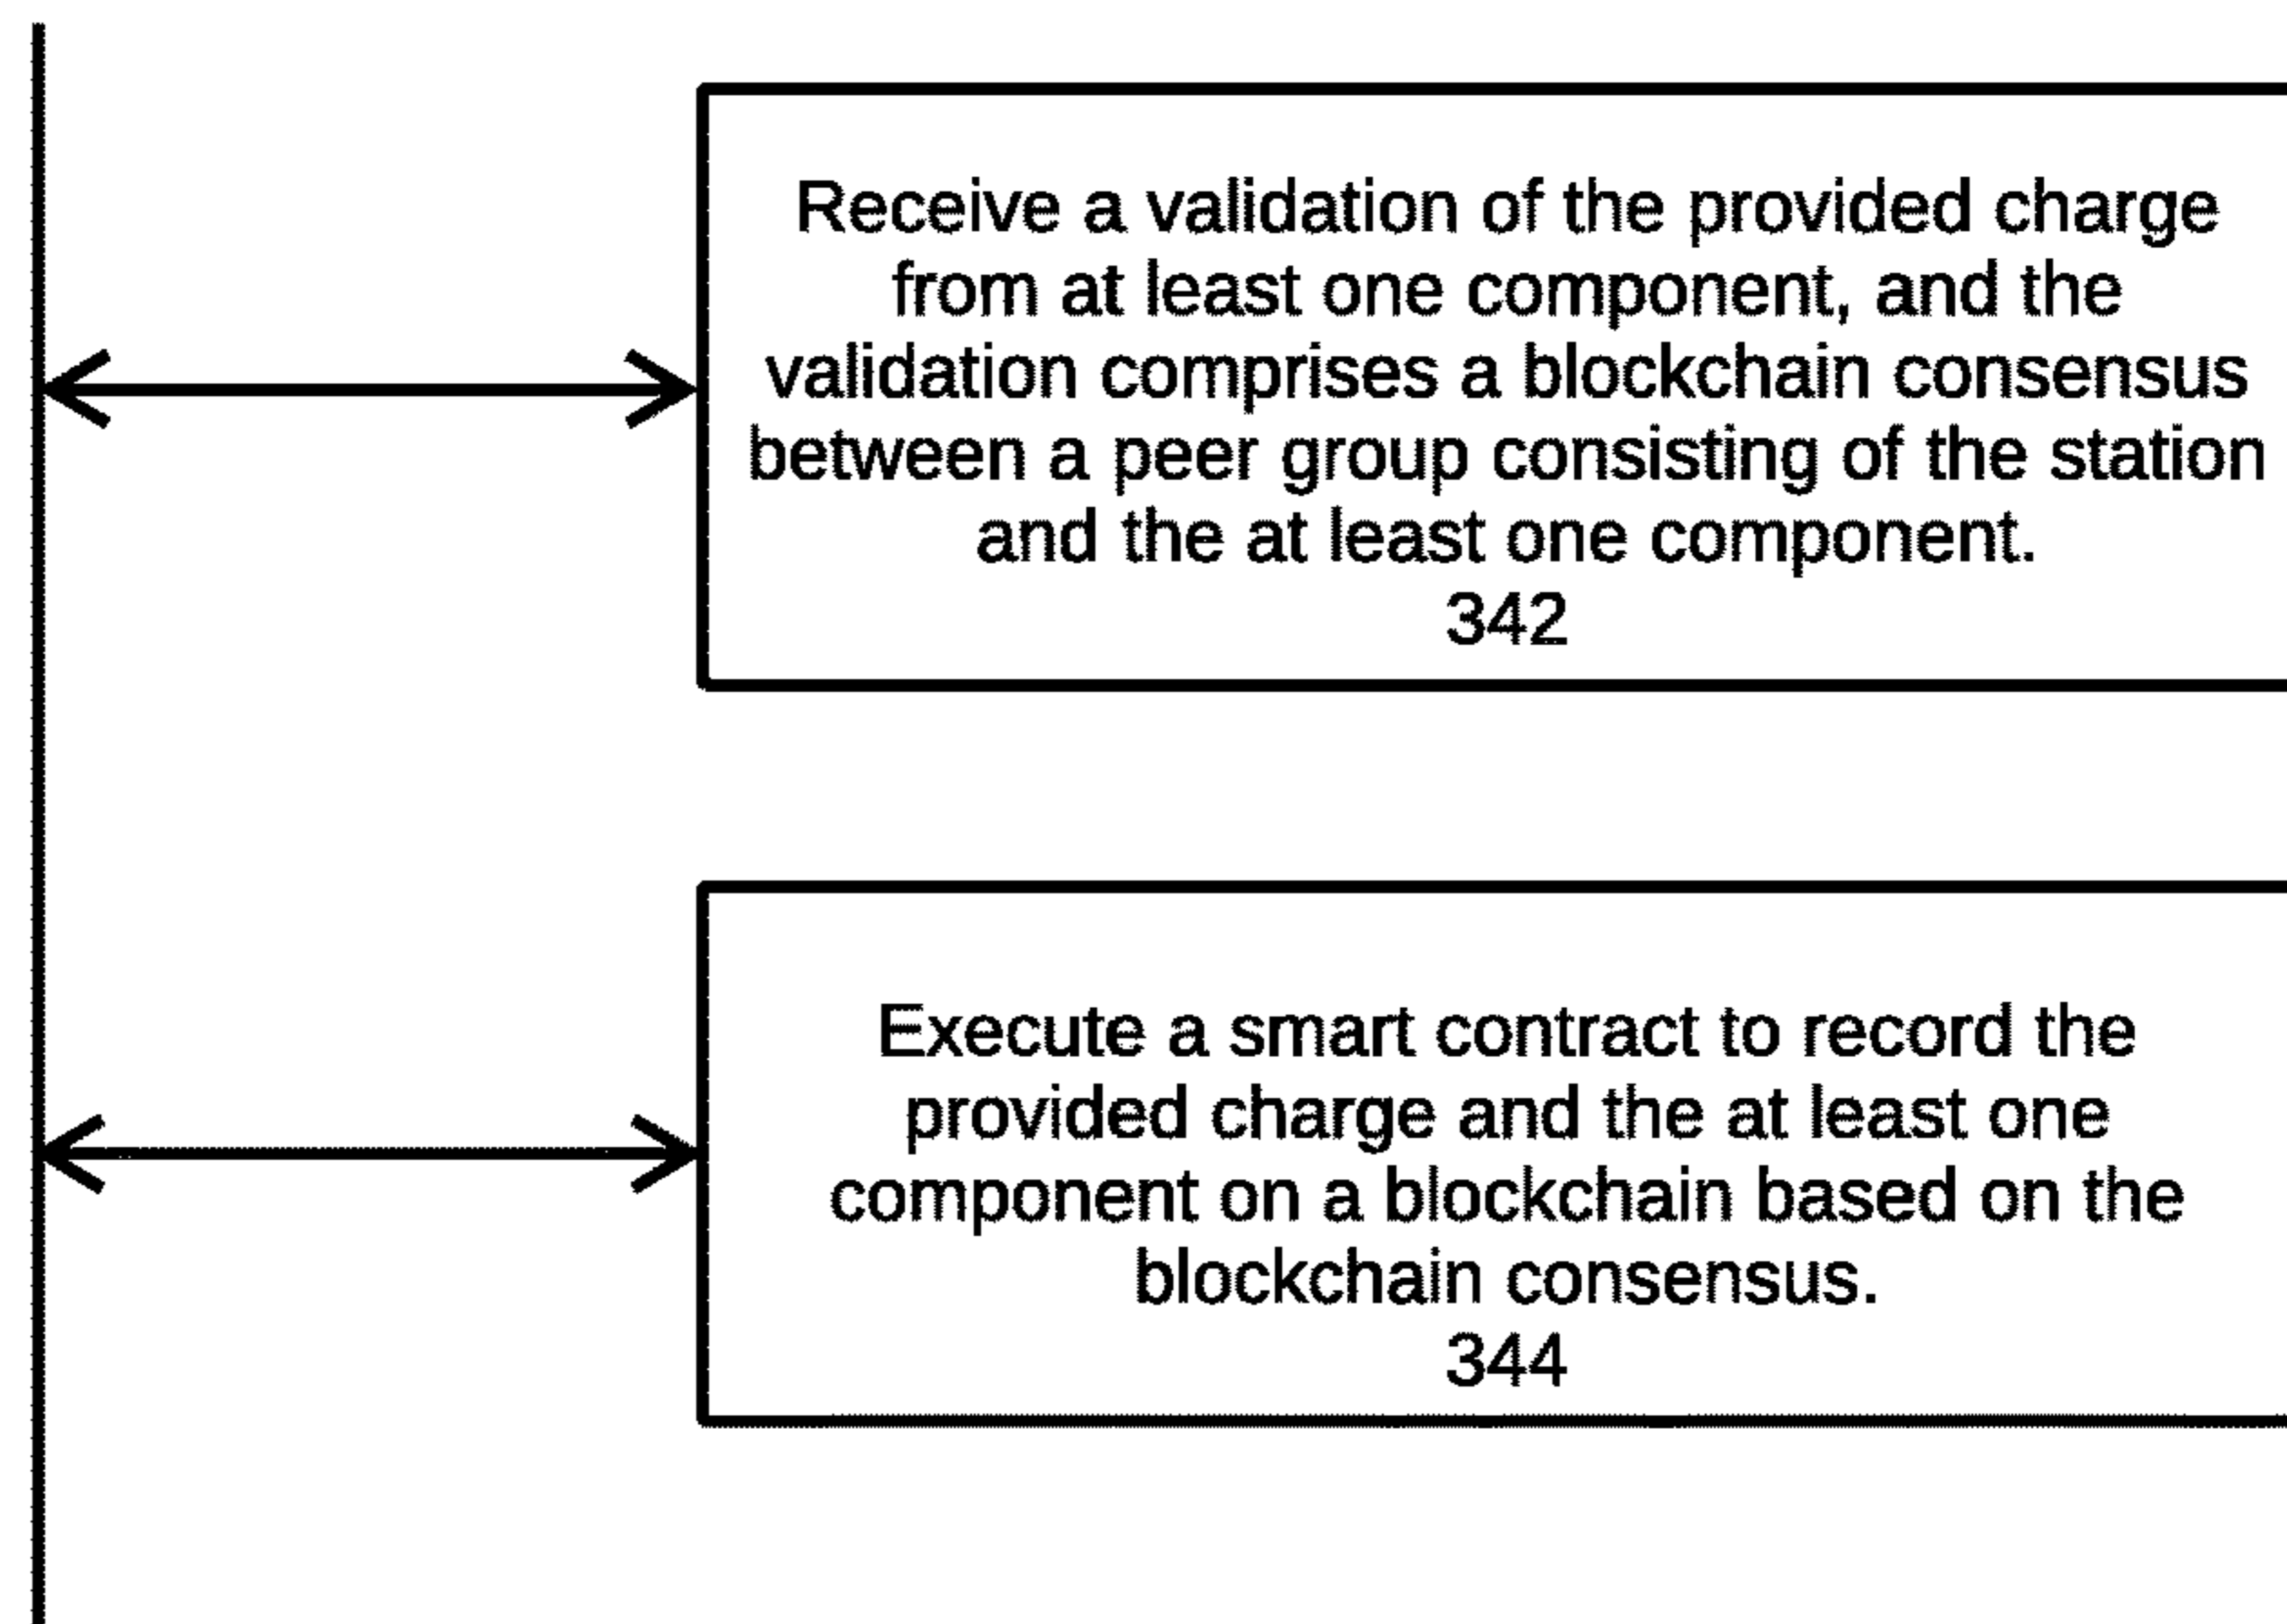 Receive a validation of the provided charge
from at least one component, and the
validation comprises a blockchain consensus
between a peer group consisting of the station
and the at least one component.
342
Execute a smart contract to record the
provided charge and the at least one
component on a blockchain based on the
blockchain consensus.
344